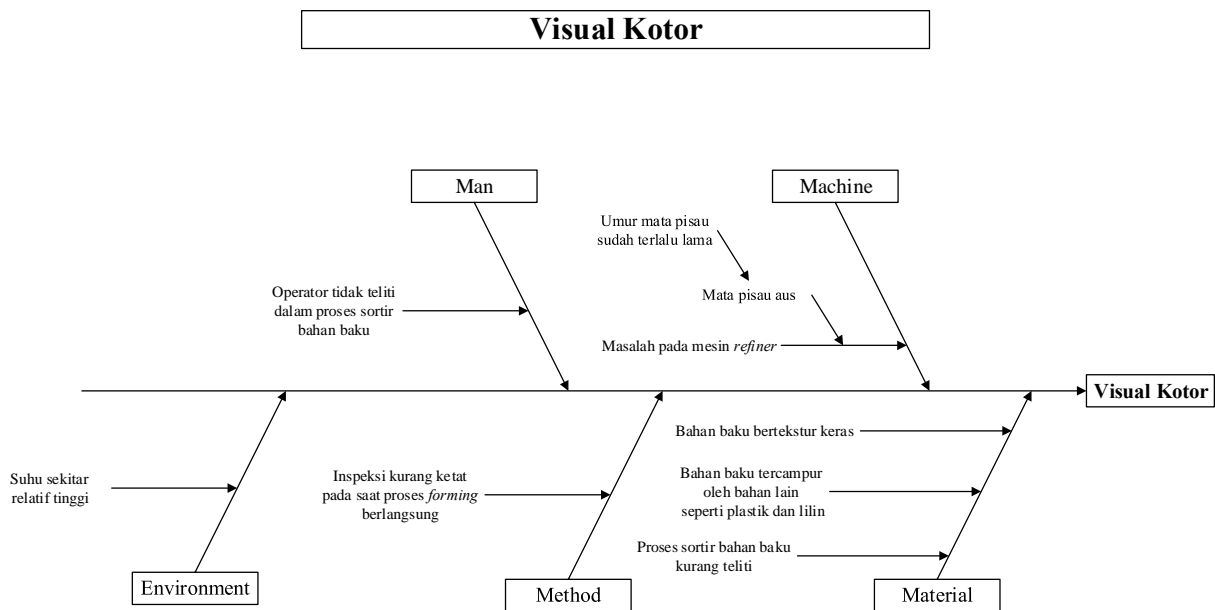 Visual Kotor
Man
Machine
Umur mata pisau
sudah terlalu lama
Operator tidak teliti
dalam proses sortir
bahan baku
Mata pisau aus
Masalah pada mesin refiner
Visual Kotor
Bahan baku bertekstur keras
Suhu sekitar
relatif tinggi
Inspeksi kurang ketat
pada saat proses forming
berlangsung
Bahan baku tercampur
oleh bahan lain
seperti plastik dan lilin
Proses sortir bahan baku
kurang teliti
Environment
Method
Material